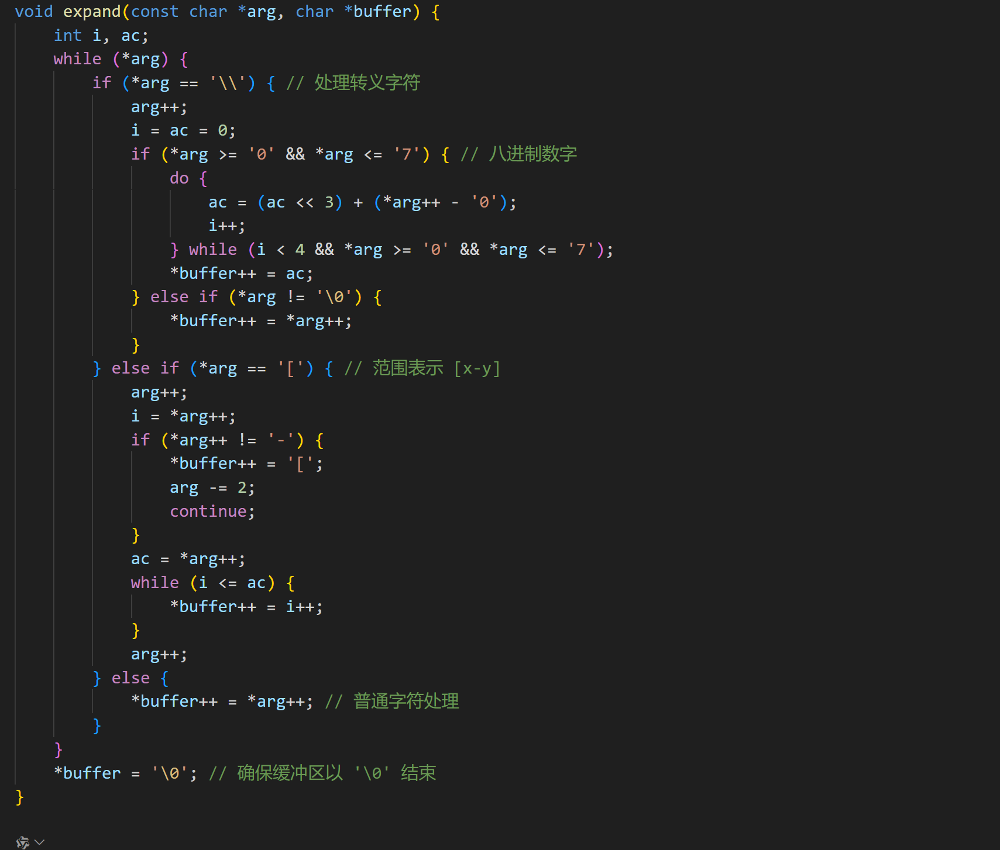 void expand(const char *arg, char *buffer) {
    int i, ac;
    while (*arg) {
        if (*arg == '\\') { // 处理转义字符
            arg++;
            i = ac = 0;
            if (*arg >= '0' && *arg <= '7') { // 八进制数字
                do {
                    ac = (ac << 3) + (*arg++ - '0');
                    i++;
                } while (i < 4 && *arg >= '0' && *arg <= '7');
                *buffer++ = ac;
            } else if (*arg != '\0') {
                *buffer++ = *arg++;
            }
        } else if (*arg == '[') { // 范围表示 [x-y]
            arg++;
            i = *arg++;
            if (*arg++ != '-') {
                *buffer++ = '[';
                arg -= 2;
                continue;
            }
            ac = *arg++;
            while (i <= ac) {
                *buffer++ = i++;
            }
            arg++;
        } else {
            *buffer++ = *arg++; // 普通字符处理
        }
    }
    *buffer = '\0'; // 确保缓冲区以 '\0' 结束
}